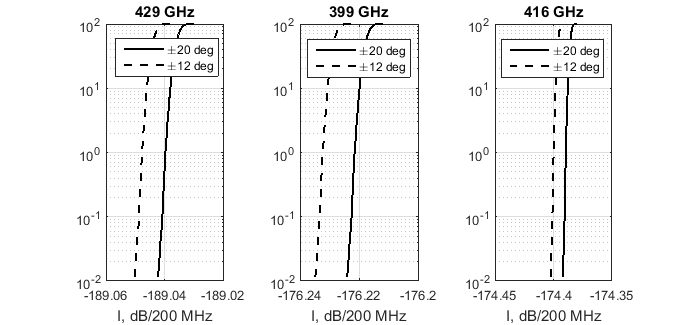 429 GHz
399 GHz
416 GHz
±20 deg
±12 deg
±20 deg
±12 deg
±20 deg
±12 deg
10^2
10^1
10^0
10^-1
10^-2
10^2
10^1
10^0
10^-1
10^-2
10^2
10^1
10^0
10^-1
10^-2
-189.06 -189.04 -189.02
-176.24 -176.22 -176.2
-174.45 -174.4 -174.35
I, dB/200 MHz
I, dB/200 MHz
I, dB/200 MHz